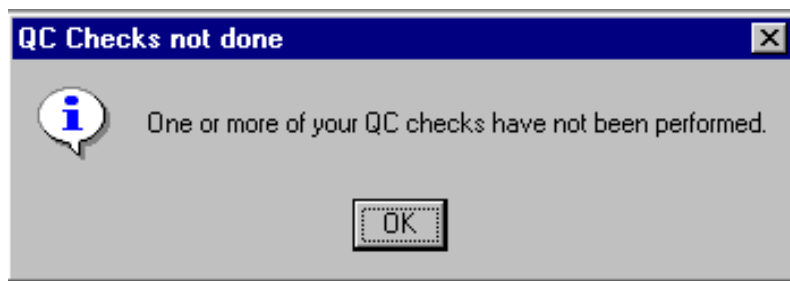 QC Checks not done
One or more of your QC checks have not been performed.
OK